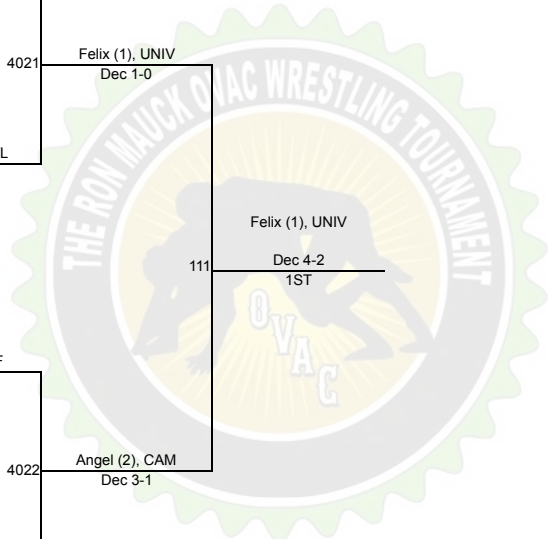 4021
Felix (1), UNIV
Dec 1-0
THE RON MAUCK OVAC WRESTLING TOURNAMENT
L
Felix (1), UNIV
111
Dec 4-2
1ST
OVAC
4022
Angel (2), CAM
Dec 3-1